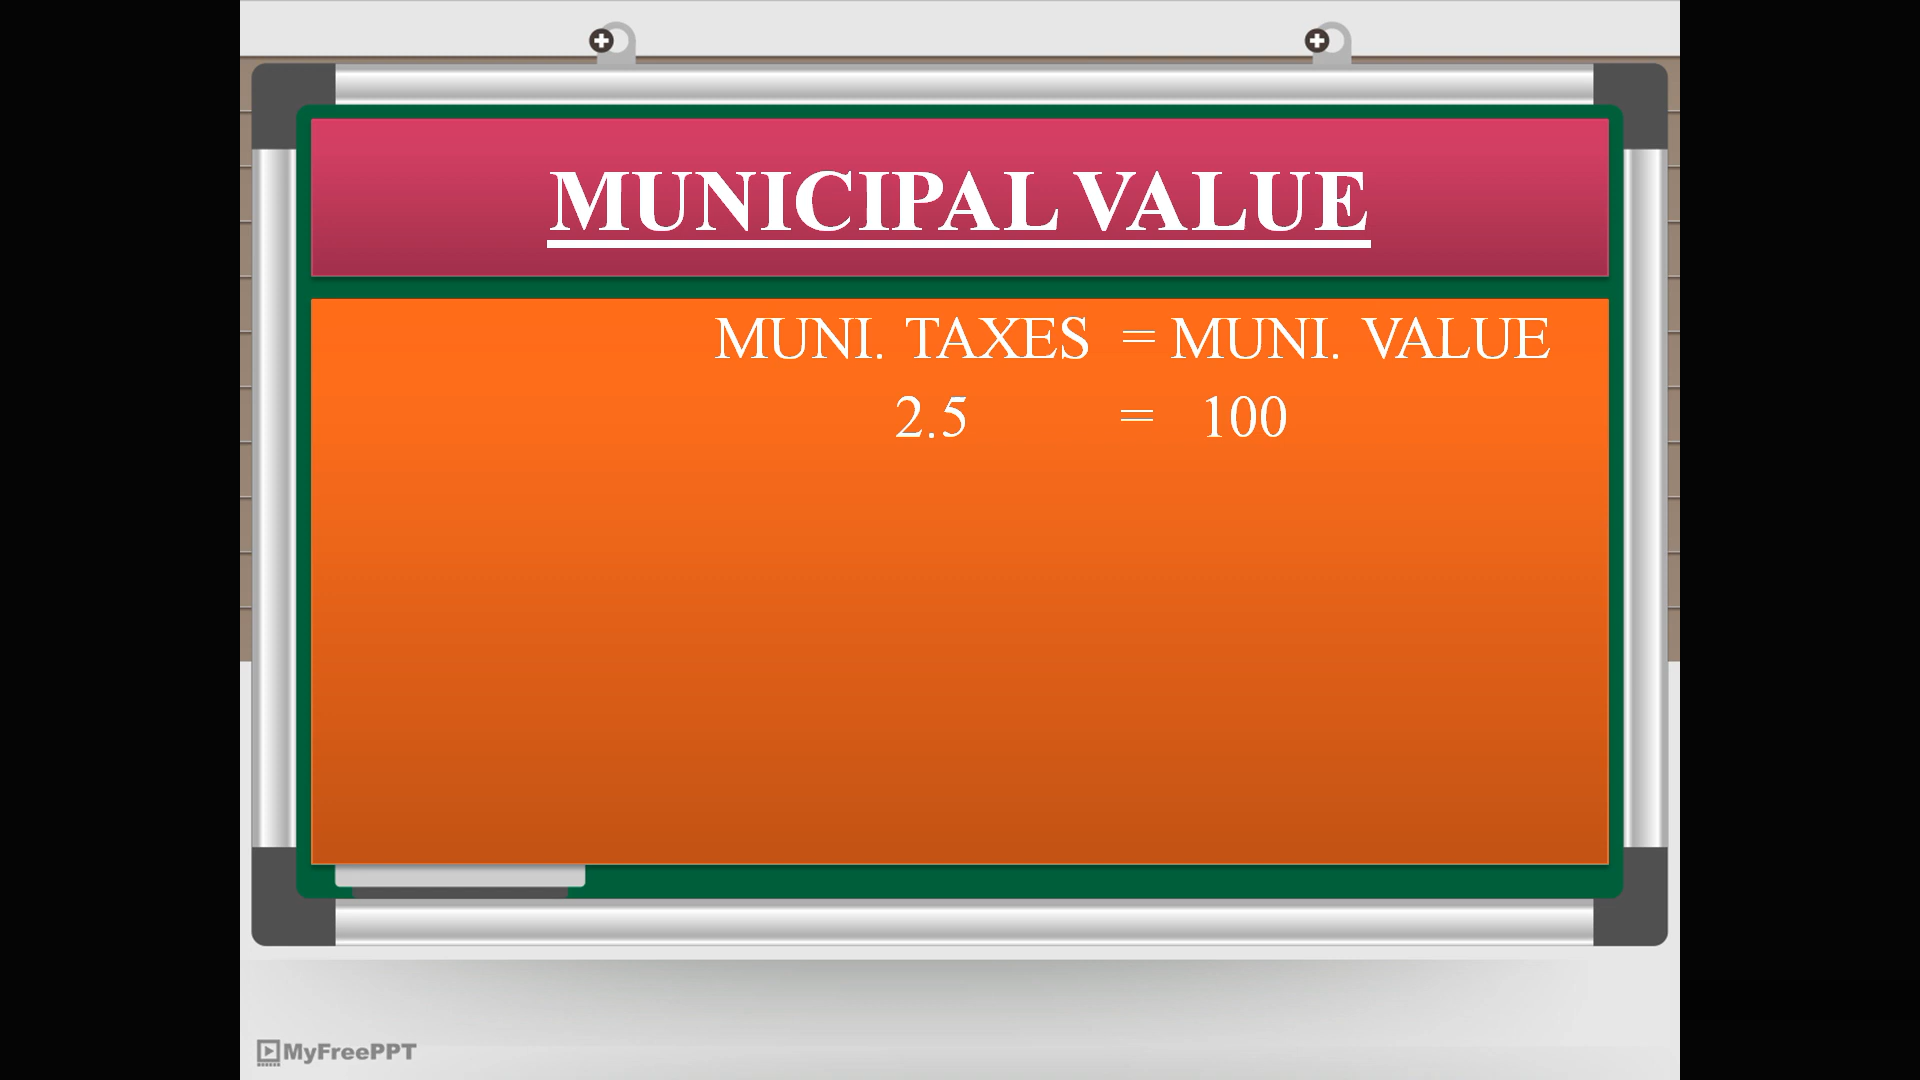 MUNICIPAL VALUE
MUNI. TAXES = MUNI. VALUE
2.5 = 100
MyFreePPT